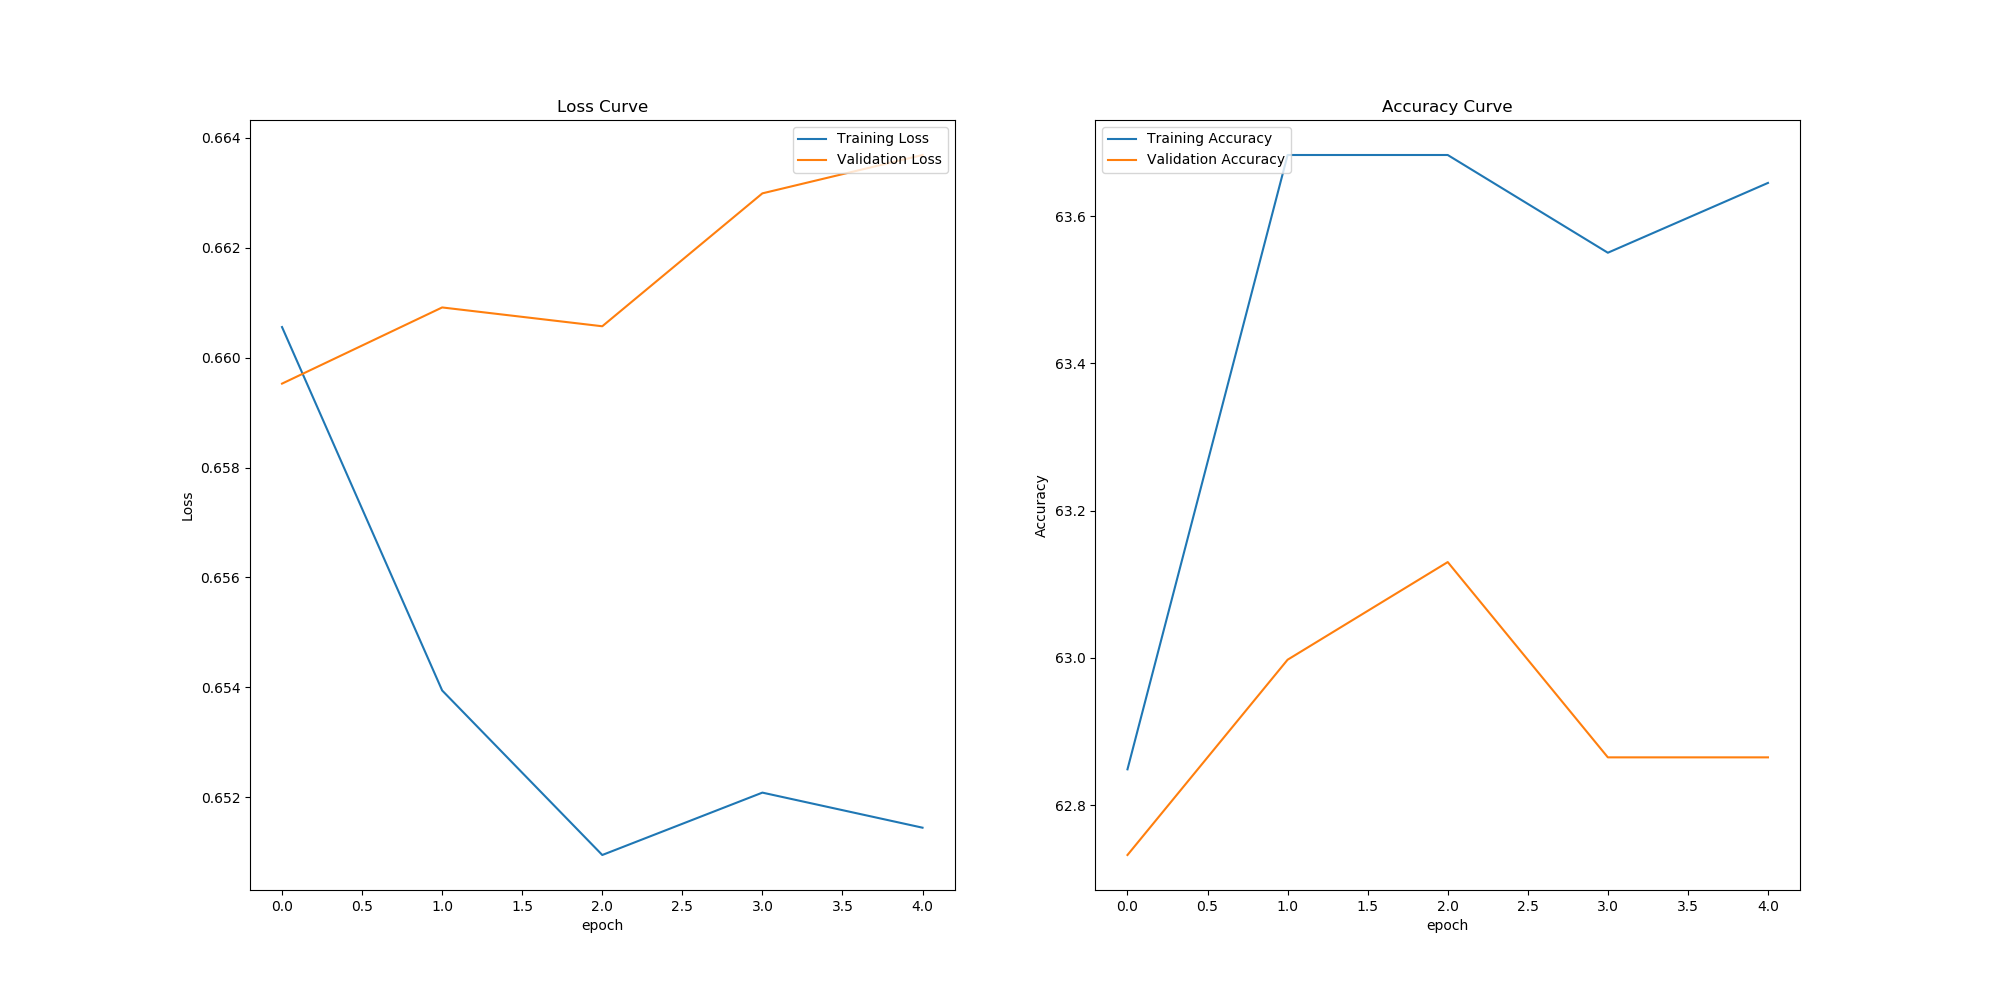 Loss Curve
Training Loss
Validation Loss
0.664
0.662
0.660
0.658
0.656
0.654
0.652
Loss
0.0 0.5 1.0 1.5 2.0 2.5 3.0 3.5 4.0
epoch
Accuracy Curve
Training Accuracy
Validation Accuracy
63.6
63.4
63.2
63.0
62.8
Accuracy
0.0 0.5 1.0 1.5 2.0 2.5 3.0 3.5 4.0
epoch